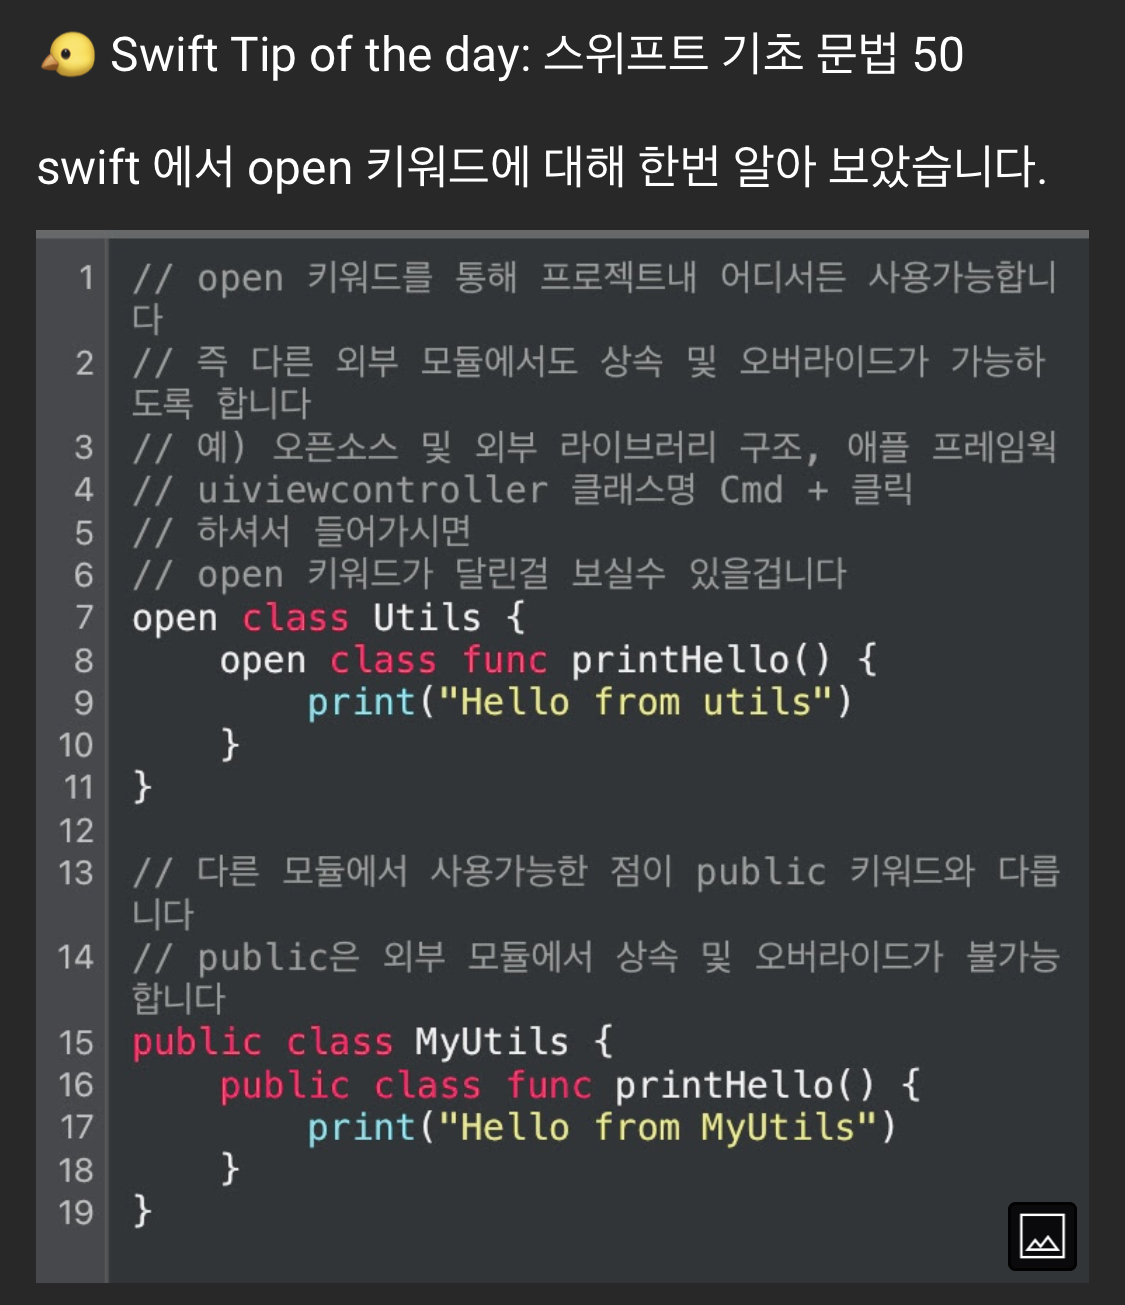 🐤 Swift Tip of the day: 스위프트 기초 문법 50
swift 에서 open 키워드에 대해 한번 알아 보았습니다.
1 // open 키워드를 통해 프로젝트내 어디서든 사용가능합니
다
2 // 즉 다른 외부 모듈에서도 상속 및 오버라이드가 가능하
도록 합니다
3 // 예) 오픈소스 및 외부 라이브러리 구조, 애플 프레임웍
4 // uiviewcontroller 클래스명 Cmd + 클릭
5 // 하셔서 들어가시면
6 // open 키워드가 달린걸 보실수 있을겁니다
7 open class Utils {
8     open class func printHello() {
9         print("Hello from utils")
10     }
11 }
12
13 // 다른 모듈에서 사용가능한 점이 public 키워드와 다릅
니다
14 // public은 외부 모듈에서 상속 및 오버라이드가 불가능
합니다
15 public class MyUtils {
16     public class func printHello() {
17         print("Hello from MyUtils")
18     }
19 }